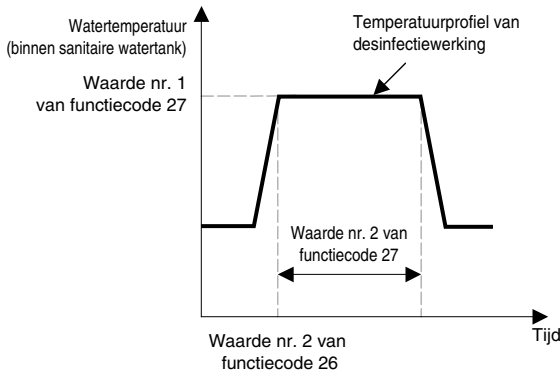 Watertemperatuur
(binnen sanitaire watertank)
Temperatuurprofiel van
desinfectiewerking
Waarde nr. 1
van functiecode 27
Waarde nr. 2 van
functiecode 27
Tijd
Waarde nr. 2 van
functiecode 26